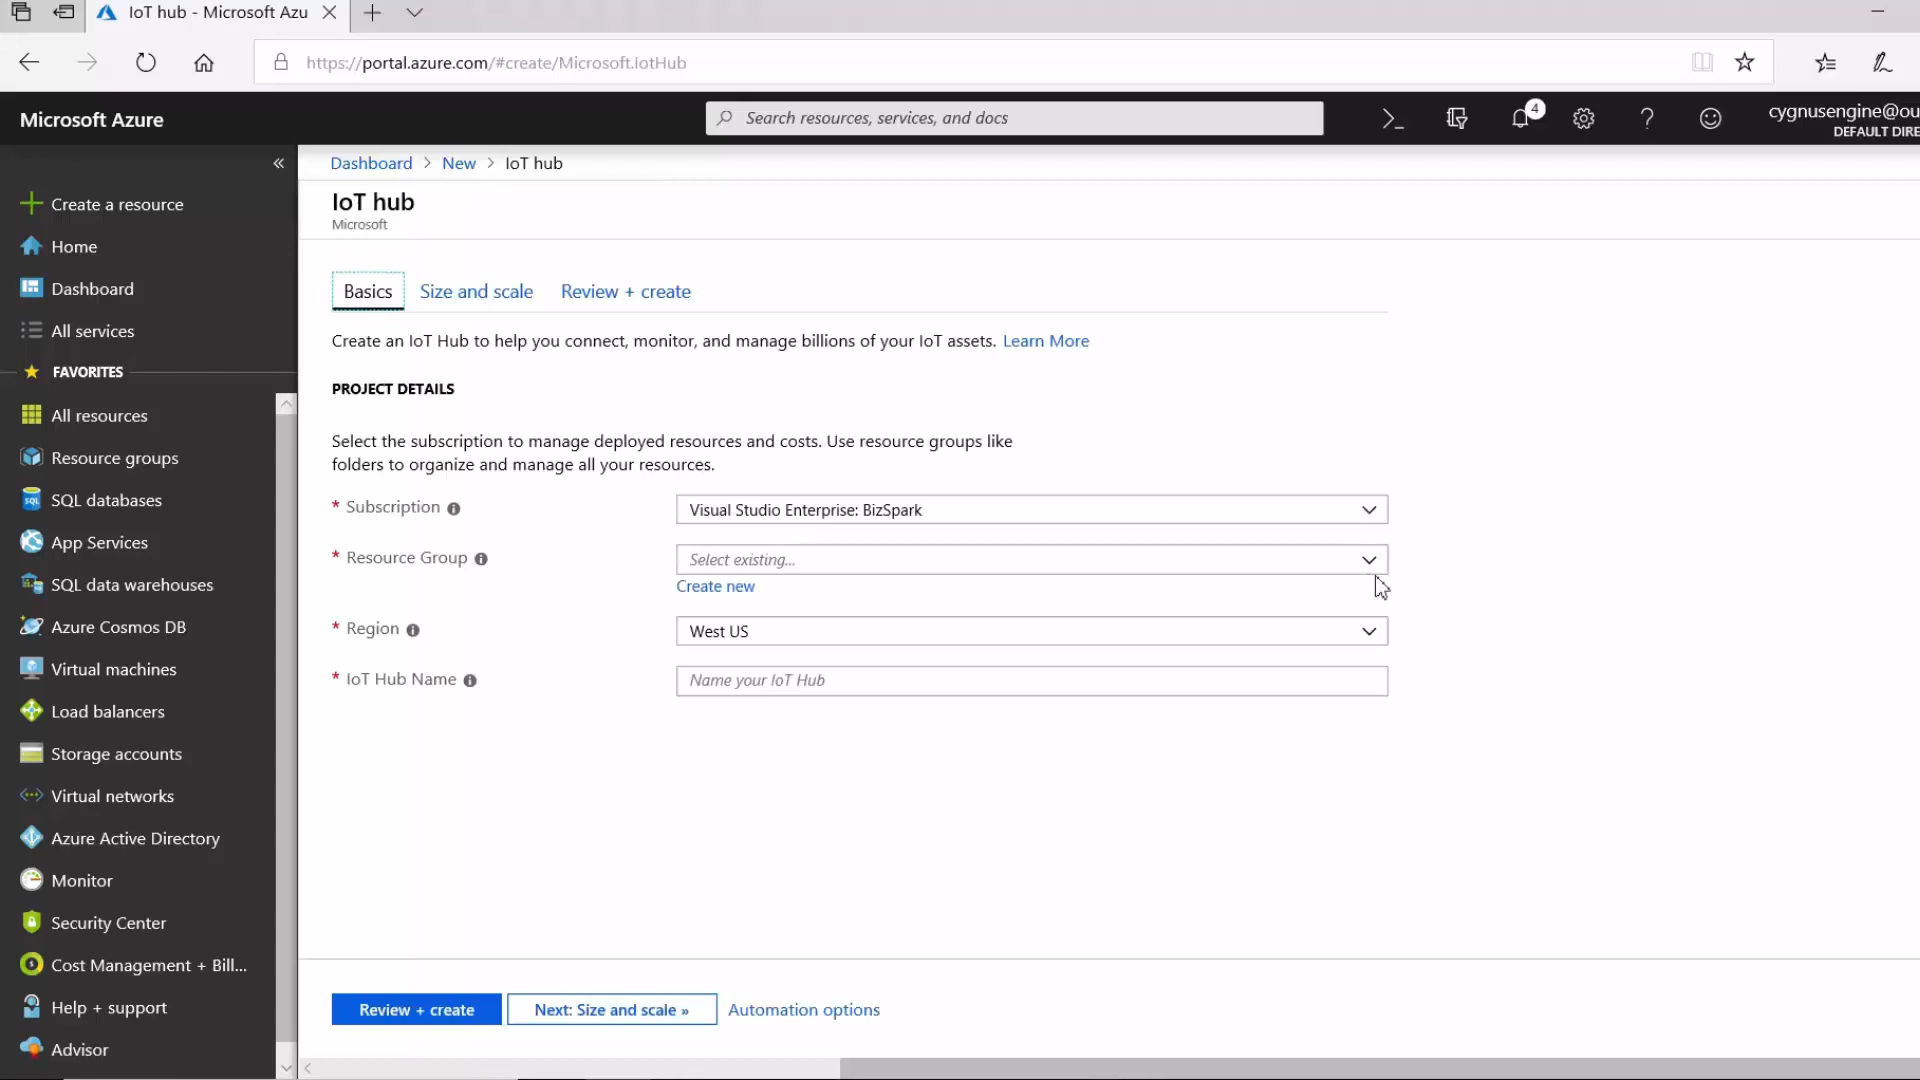 IoT hub - Microsoft Azu
https://portal.azure.com/#create/Microsoft.IotHub
Microsoft Azure
Search resources, services, and docs
4
cygnusengine@ou
DEFAULT DIRE
Dashboard > New > IoT hub
IoT hub
Microsoft
Create a resource
Home
Dashboard
All services
FAVORITES
All resources
Resource groups
SQL databases
App Services
SQL data warehouses
Azure Cosmos DB
Virtual machines
Load balancers
Storage accounts
Virtual networks
Azure Active Directory
Monitor
Security Center
Cost Management + Bill...
Help + support
Advisor
Basics Size and scale Review + create
Create an IoT Hub to help you connect, monitor, and manage billions of your IoT assets. Learn More
PROJECT DETAILS
Select the subscription to manage deployed resources and costs. Use resource groups like
folders to organize and manage all your resources.
* Subscription Visual Studio Enterprise: BizSpark
* Resource Group Select existing...
Create new
* Region West US
* IoT Hub Name Name your IoT Hub
Review + create Next: Size and scale » Automation options